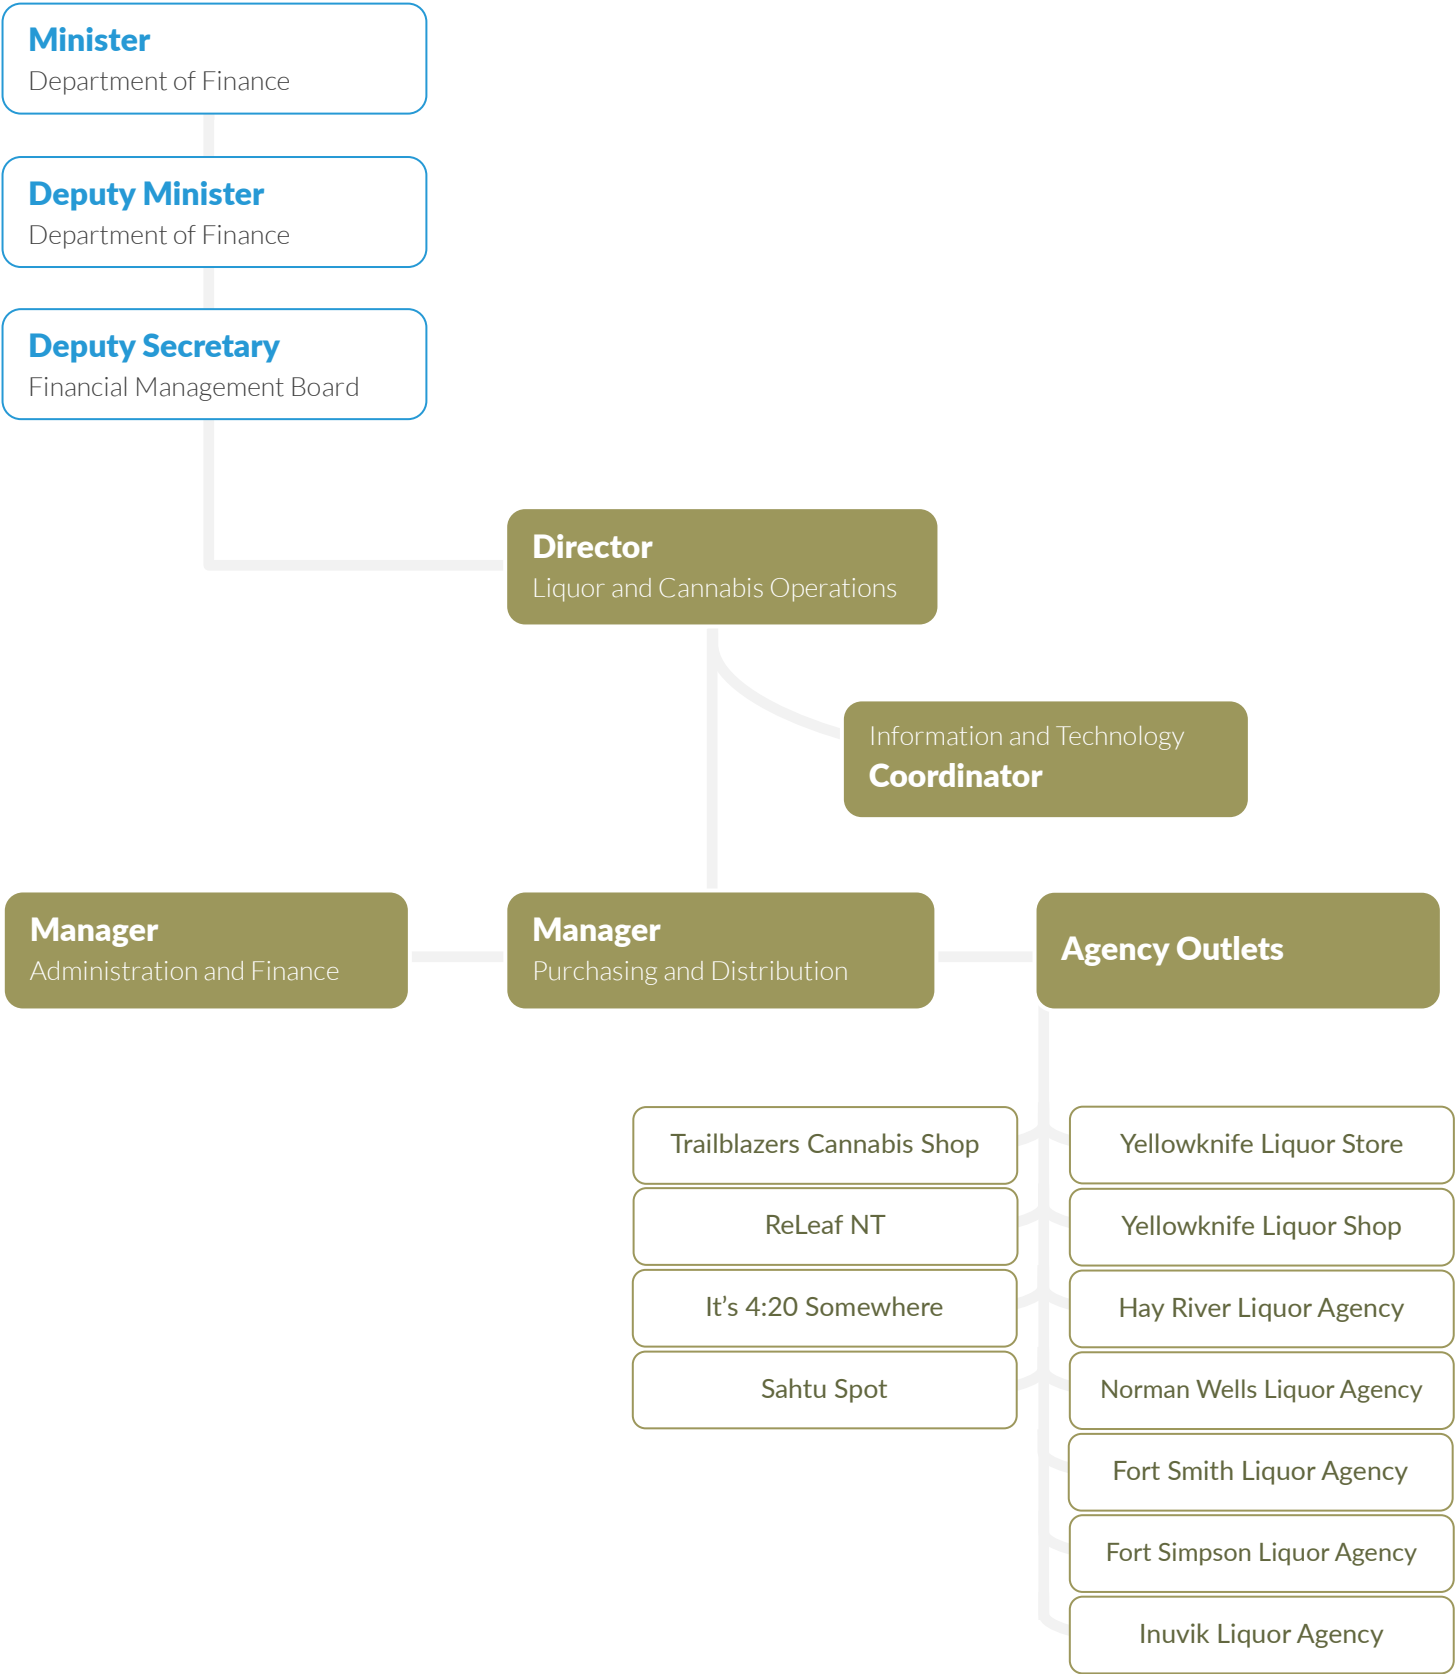 Minister
Department of Finance
Deputy Minister
Department of Finance
Deputy Secretary
Financial Management Board
Director
Liquor and Cannabis Operations
Information and Technology
Coordinator
Manager
Administration and Finance
Manager
Purchasing and Distribution
Agency Outlets
Trailblazers Cannabis Shop
ReLeaf NT
It’s 4:20 Somewhere
Sahtu Spot
Yellowknife Liquor Store
Yellowknife Liquor Shop
Hay River Liquor Agency
Norman Wells Liquor Agency
Fort Smith Liquor Agency
Fort Simpson Liquor Agency
Inuvik Liquor Agency